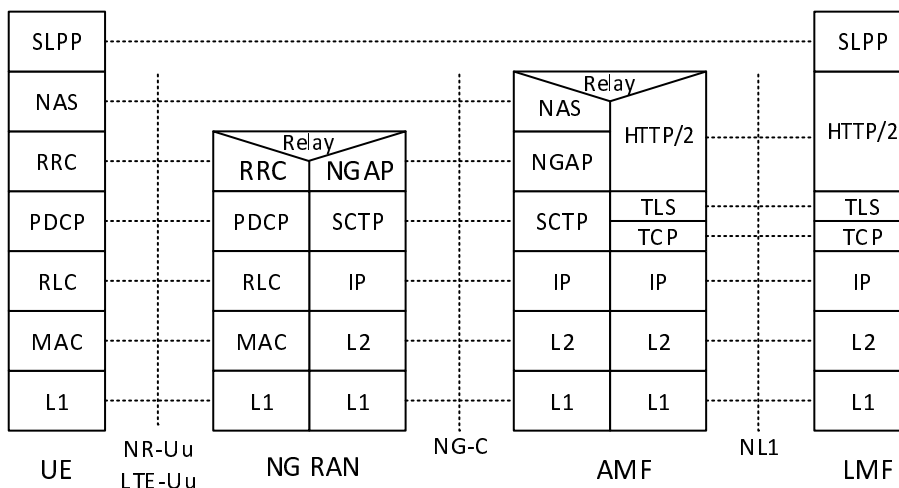 SLPP
SLPP
NAS
Relay
NAS
HTTP/2
HTTP/2
RRC
Relay
RRC
NGAP
NGAP
PDCP
PDCP
SCTP
SCTP
TLS
TLS
TCP
TCP
RLC
RLC
IP
IP
IP
IP
MAC
MAC
L2
L2
L2
L2
L1
L1
L1
L1
L1
L1
NR-Uu
LTE-Uu
NG-C
NL1
UE
NG RAN
AMF
LMF